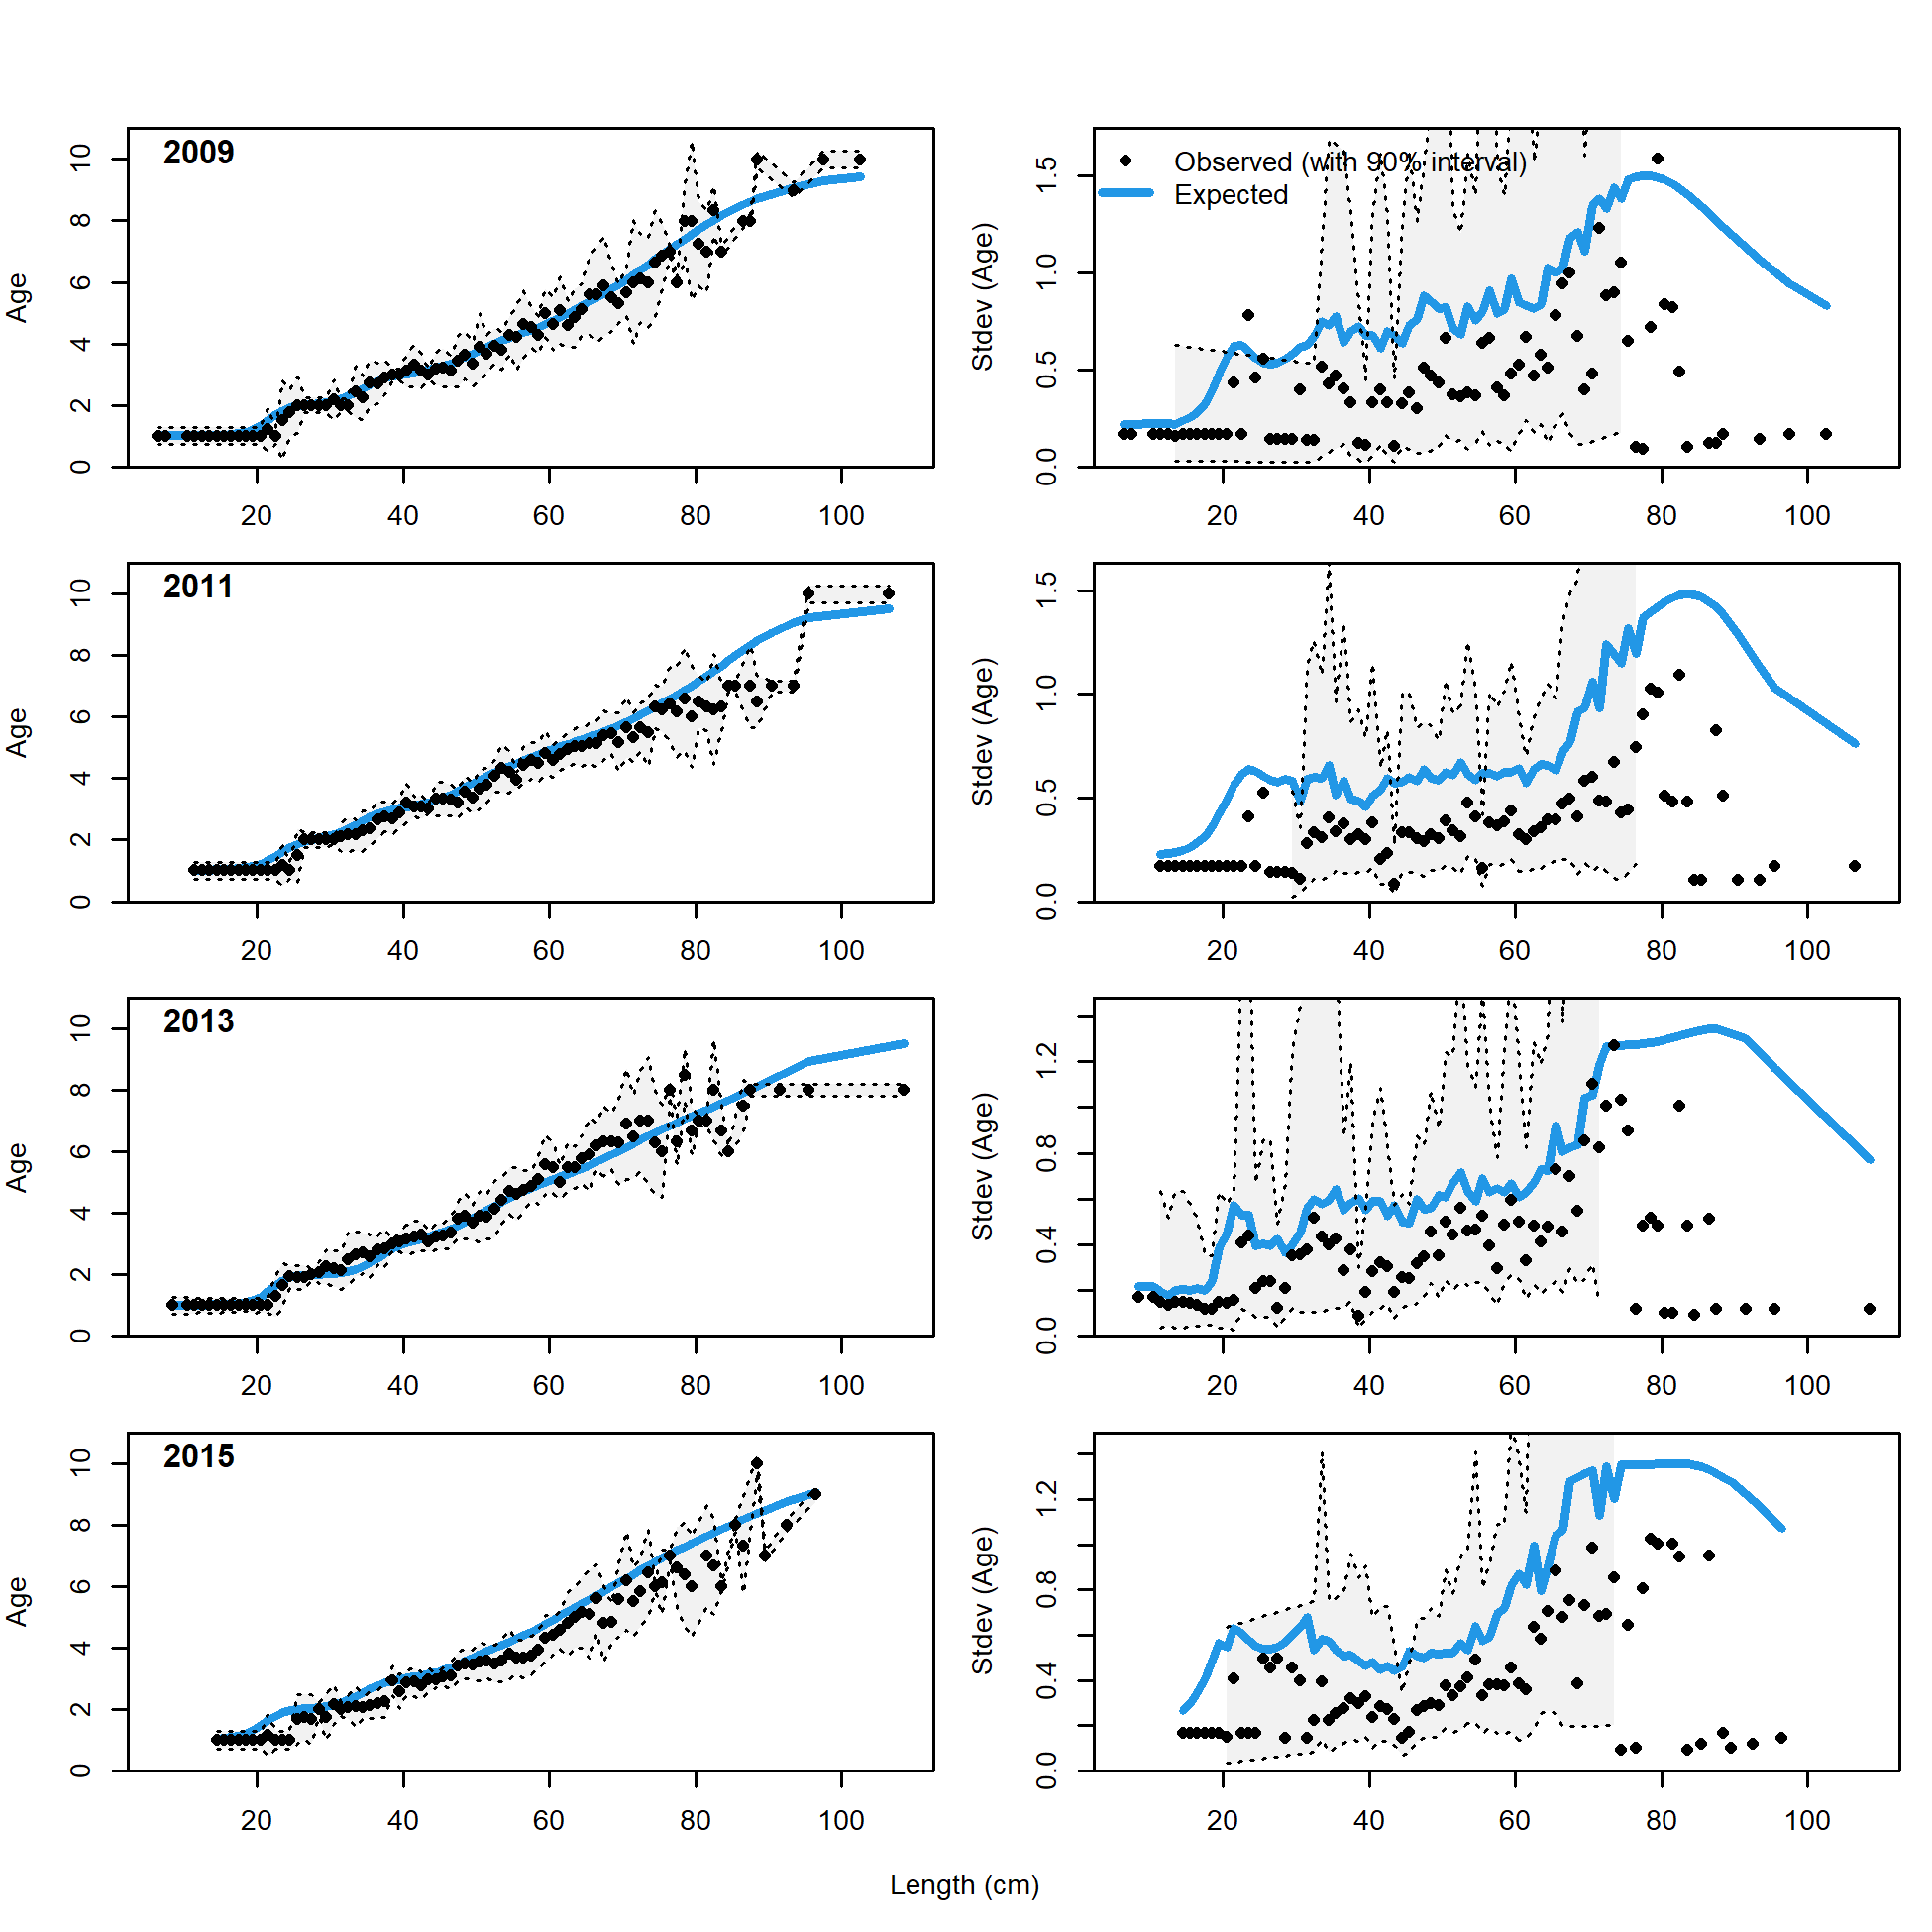 2009
Age
0 2 4 6 8 10
20 40 60 80 100
Observed (with 90% interval)
Expected
Stdev (Age)
0.0 0.5 1.0 1.5
20 40 60 80 100
2011
Age
0 2 4 6 8 10
20 40 60 80 100
Stdev (Age)
0.0 0.5 1.0 1.5
20 40 60 80 100
2013
Age
0 2 4 6 8 10
20 40 60 80 100
Stdev (Age)
0.0 0.4 0.8 1.2
20 40 60 80 100
2015
Age
0 2 4 6 8 10
20 40 60 80 100
Stdev (Age)
0.0 0.4 0.8 1.2
20 40 60 80 100
Length (cm)